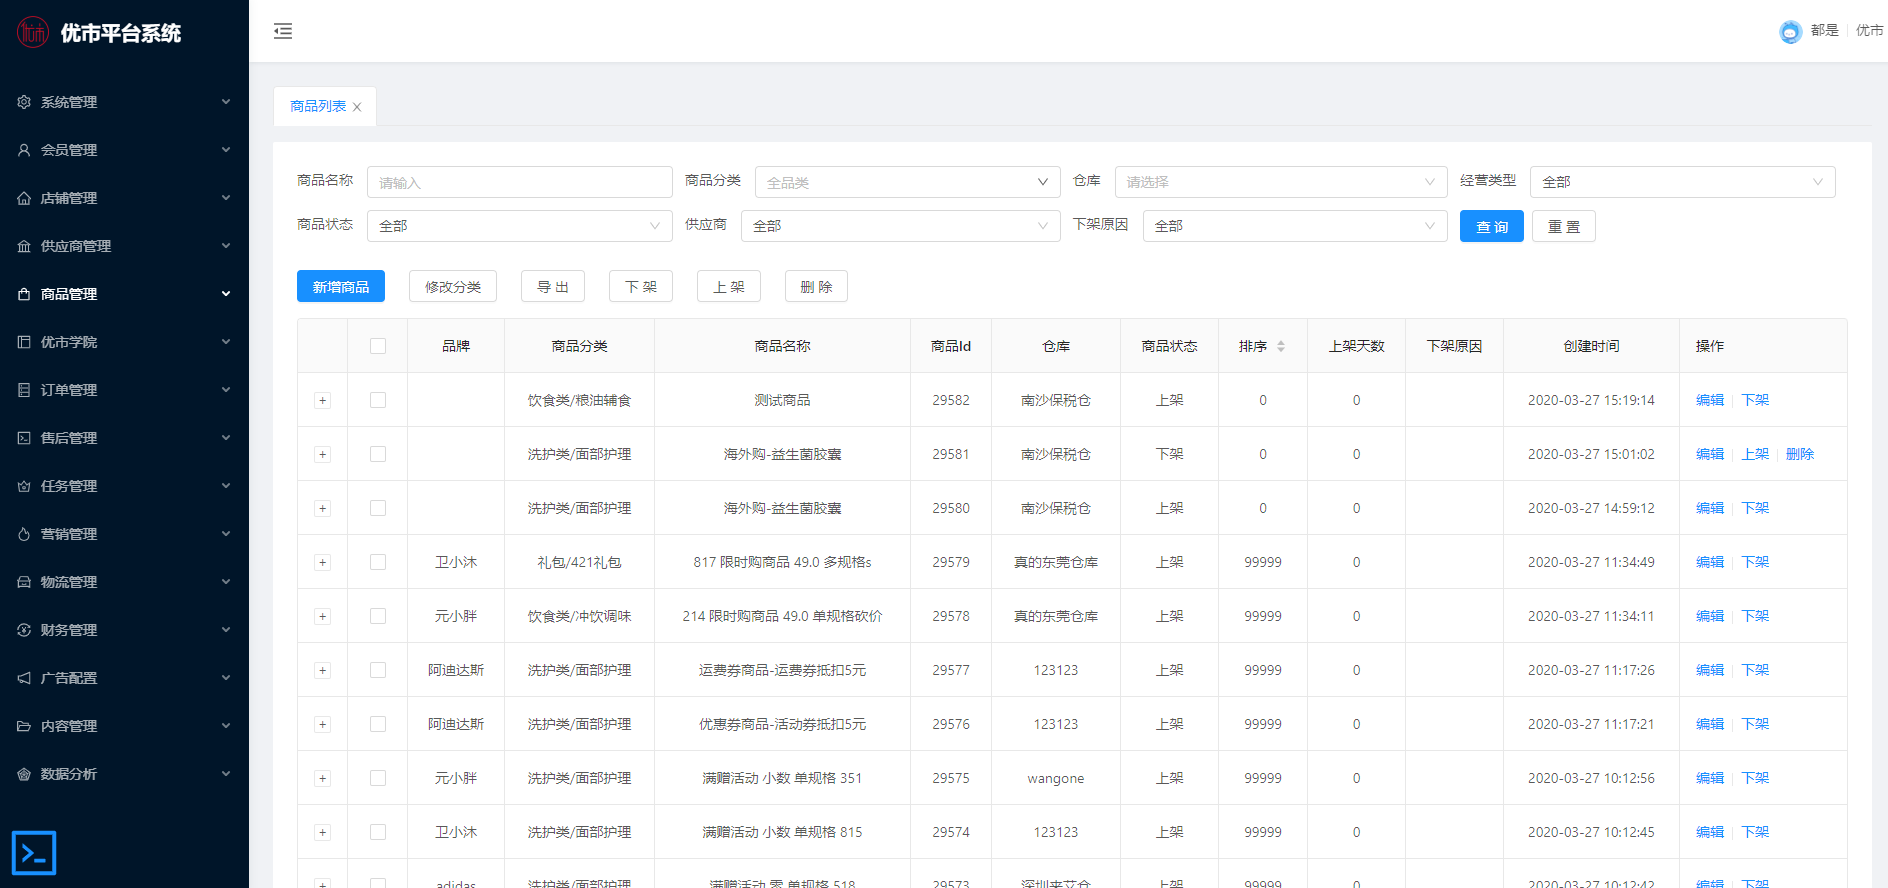 优市 优市平台系统
都是 优市
系统管理
会员管理
店铺管理
供应商管理
商品管理
优市学院
订单管理
售后管理
任务管理
营销管理
物流管理
财务管理
广告配置
内容管理
数据分析
商品列表
商品名称 请输入 商品分类 全品类 仓库 请选择 经营类型 全部
商品状态 全部 供应商 全部 下架原因 全部 查 询 重 置
新增商品 修改分类 导 出 下 架 上 架 删 除
品牌 商品分类 商品名称 商品Id 仓库 商品状态 排序 上架天数 下架原因 创建时间 操作
+ 饮食类/粮油辅食 测试商品 29582 南沙保税仓 上架 0 0 2020-03-27 15:19:14 编辑 下架
+ 洗护类/面部护理 海外购-益生菌胶囊 29581 南沙保税仓 下架 0 0 2020-03-27 15:01:02 编辑 上架 删除
+ 洗护类/面部护理 海外购-益生菌胶囊 29580 南沙保税仓 上架 0 0 2020-03-27 14:59:12 编辑 下架
+ 卫小沐 礼包/421礼包 817 限时购商品 49.0 多规格s 29579 真的东莞仓库 上架 99999 0 2020-03-27 11:34:49 编辑 下架
+ 元小胖 饮食类/冲饮调味 214 限时购商品 49.0 单规格砍价 29578 真的东莞仓库 上架 99999 0 2020-03-27 11:34:11 编辑 下架
+ 阿迪达斯 洗护类/面部护理 运费券商品-运费券抵扣5元 29577 123123 上架 99999 0 2020-03-27 11:17:26 编辑 下架
+ 阿迪达斯 洗护类/面部护理 优惠券商品-活动券抵扣5元 29576 123123 上架 99999 0 2020-03-27 11:17:21 编辑 下架
+ 元小胖 洗护类/面部护理 满赠活动 小数 单规格 351 29575 wangone 上架 99999 0 2020-03-27 10:12:56 编辑 下架
+ 卫小沐 洗护类/面部护理 满赠活动 小数 单规格 815 29574 123123 上架 99999 0 2020-03-27 10:12:45 编辑 下架
+ adidas 洗护类/面部护理 满赠活动 零 单规格 518 29573 深圳来艾仓 上架 99999 0 2020-03-27 10:12:42 编辑 下架